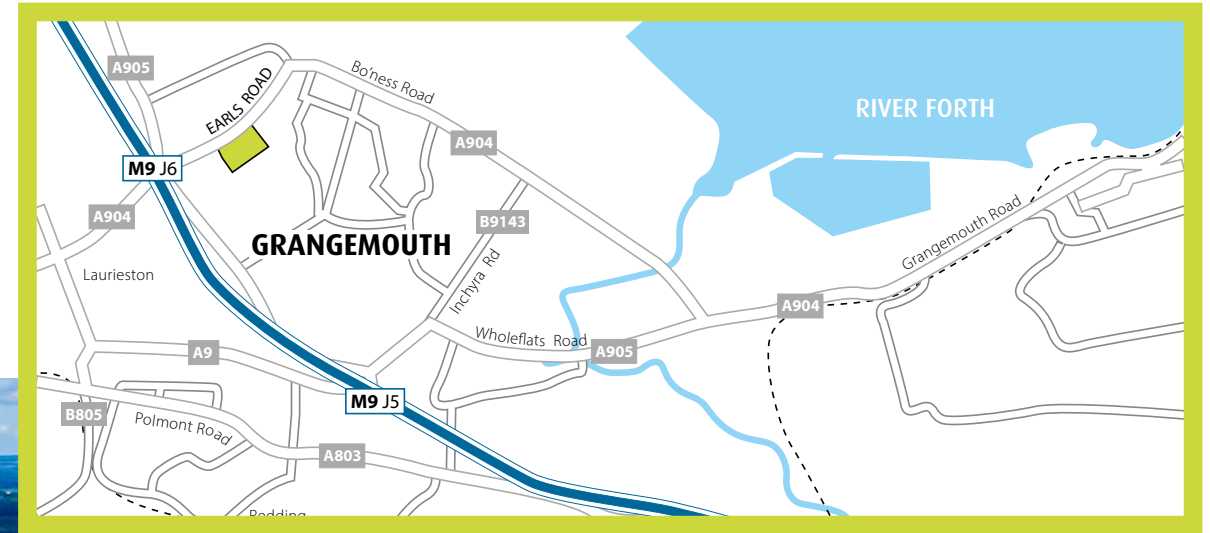 A905
EARLS ROAD
Bo'ness Road
RIVER FORTH
A904
M9 J6
A904
B9143
GRANGEMOUTH
Grangemouth Road
Laurieston
Inchyra Rd
A904
Wholeflats Road
A905
A9
M9 J5
B805
Polmont Road
A803
Redding